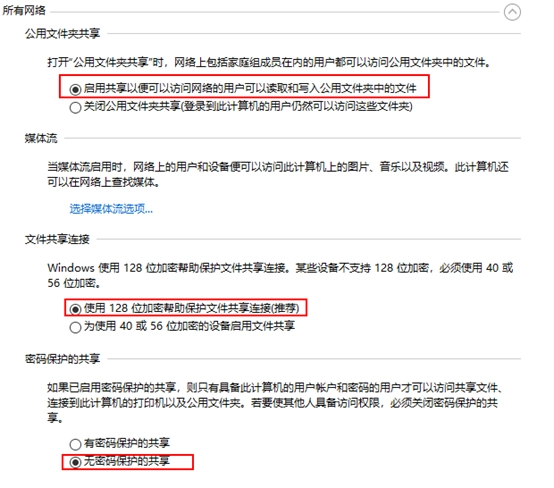 所有网络
公用文件夹共享
打开“公用文件夹共享”时，网络上包括家庭组成员在内的用户都可以访问公用文件夹中的文件。
启用共享以便可以访问网络的用户可以读取和写入公用文件夹中的文件
关闭公用文件夹共享(登录到此计算机的用户仍然可以访问这些文件夹)
媒体流
当媒体流启用时，网络上的用户和设备便可以访问此计算机上的图片、音乐以及视频。此计算机还
可以在网络上查找媒体。
选择媒体流选项...
文件共享连接
Windows 使用 128 位加密帮助保护文件共享连接。某些设备不支持 128 位加密，必须使用 40 或
56 位加密。
使用 128 位加密帮助保护文件共享连接(推荐)
为使用 40 或 56 位加密的设备启用文件共享
密码保护的共享
如果已启用密码保护的共享，则只有具备此计算机的用户帐户和密码的用户才可以访问共享文件、
连接到此计算机的打印机以及公用文件夹。若要使其他人具备访问权限，必须关闭密码保护的共
享。
有密码保护的共享
无密码保护的共享